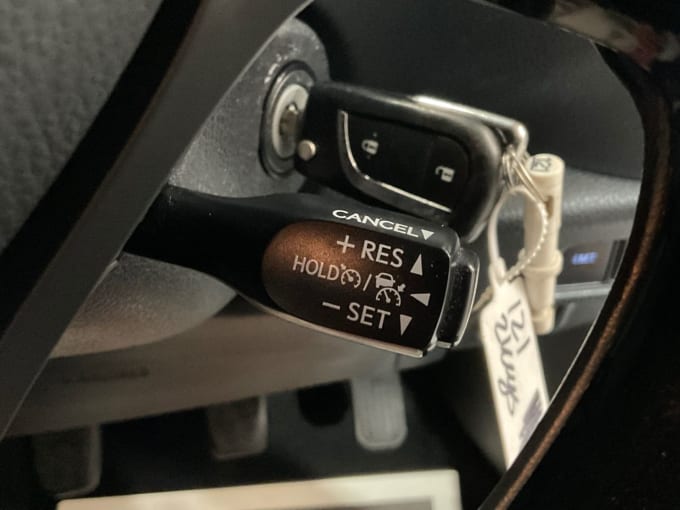 CANCEL▼
+ RES ▲
HOLD /
− SET ▼
121